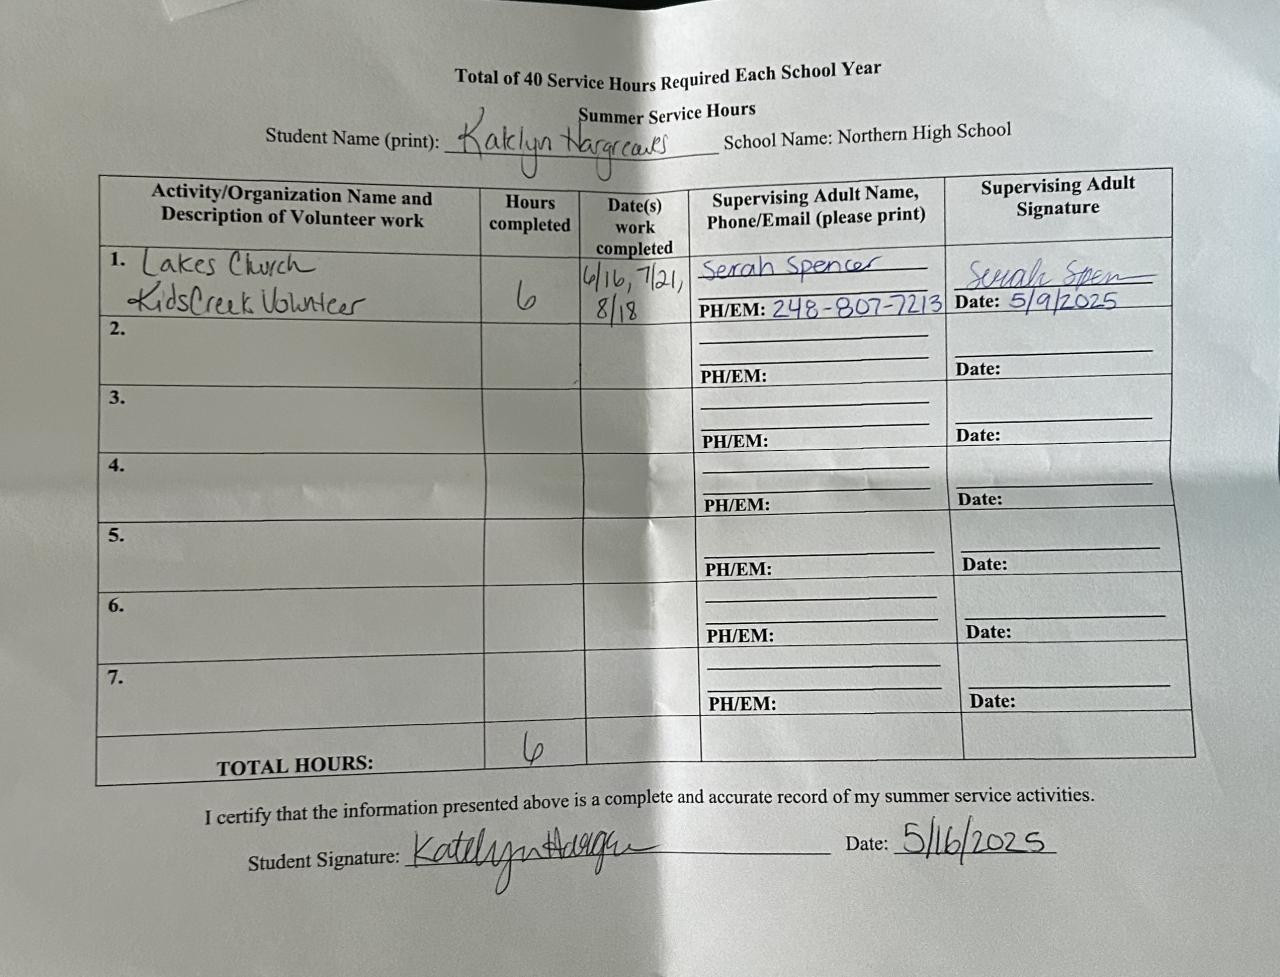 Total of 40 Service Hours Required Each School Year
Summer Service Hours
Student Name (print): Katelyn Hargreaves School Name: Northern High School
Activity/Organization Name and Description of Volunteer work
Hours completed
Date(s) work completed
Supervising Adult Name, Phone/Email (please print)
Supervising Adult Signature
1. Lakes Church
KidsCreek Volunteer
6
6/16, 7/21,
8/18
Serah Spencer
PH/EM: 248-807-7213
Serah Spen
Date: 5/9/2025
2.
PH/EM:
Date:
3.
PH/EM:
Date:
4.
PH/EM:
Date:
5.
PH/EM:
Date:
6.
PH/EM:
Date:
7.
PH/EM:
Date:
TOTAL HOURS: 6
I certify that the information presented above is a complete and accurate record of my summer service activities.
Student Signature: Katelyn Date: 5/16/2025